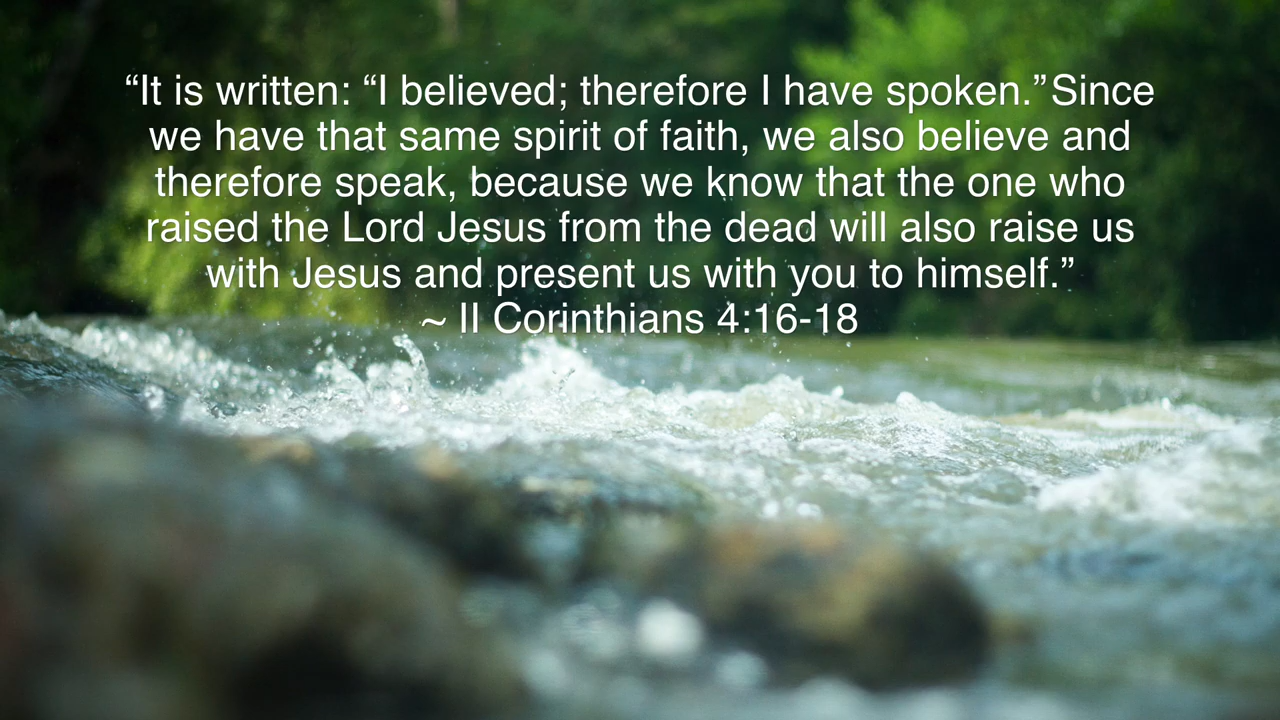 “It is written: “I believed; therefore I have spoken.” Since
we have that same spirit of faith, we also believe and
therefore speak, because we know that the one who
raised the Lord Jesus from the dead will also raise us
with Jesus and present us with you to himself.”
~ II Corinthians 4:16-18